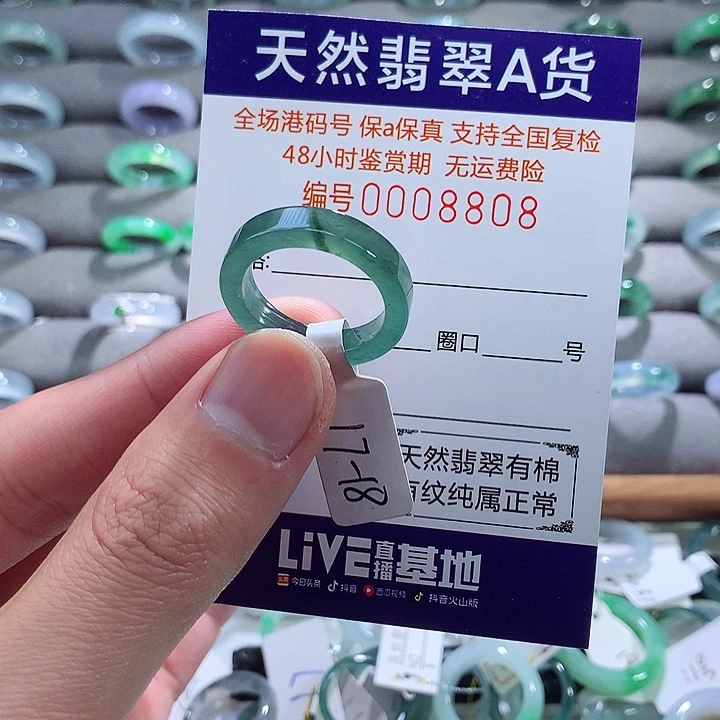 天然翡翠A货
全场港码号 保a保真 支持全国复检
48小时鉴赏期 无运费险
编号0008808
圈口 号
17-18
天然翡翠有棉
纹纯属正常
LiVE直播基地
今日头条 抖音 西瓜视频 抖音火山版